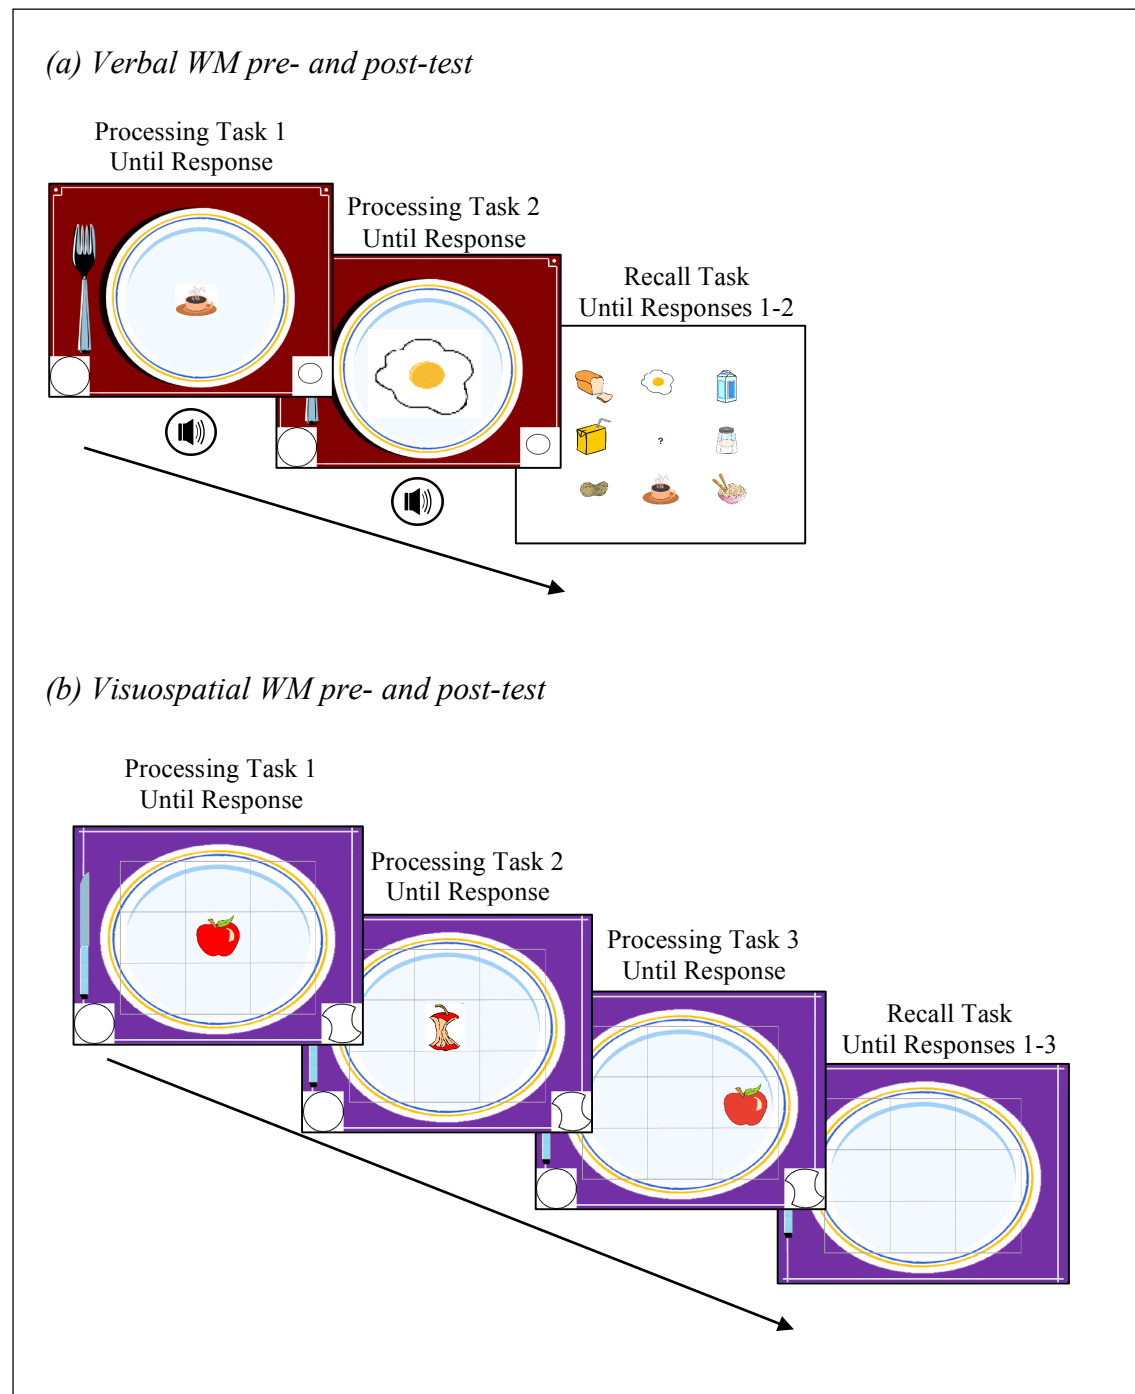 (a) Verbal WM pre- and post-test
Processing Task 1
Until Response
Processing Task 2
Until Response
Recall Task
Until Responses 1-2
?
(b) Visuospatial WM pre- and post-test
Processing Task 1
Until Response
Processing Task 2
Until Response
Processing Task 3
Until Response
Recall Task
Until Responses 1-3